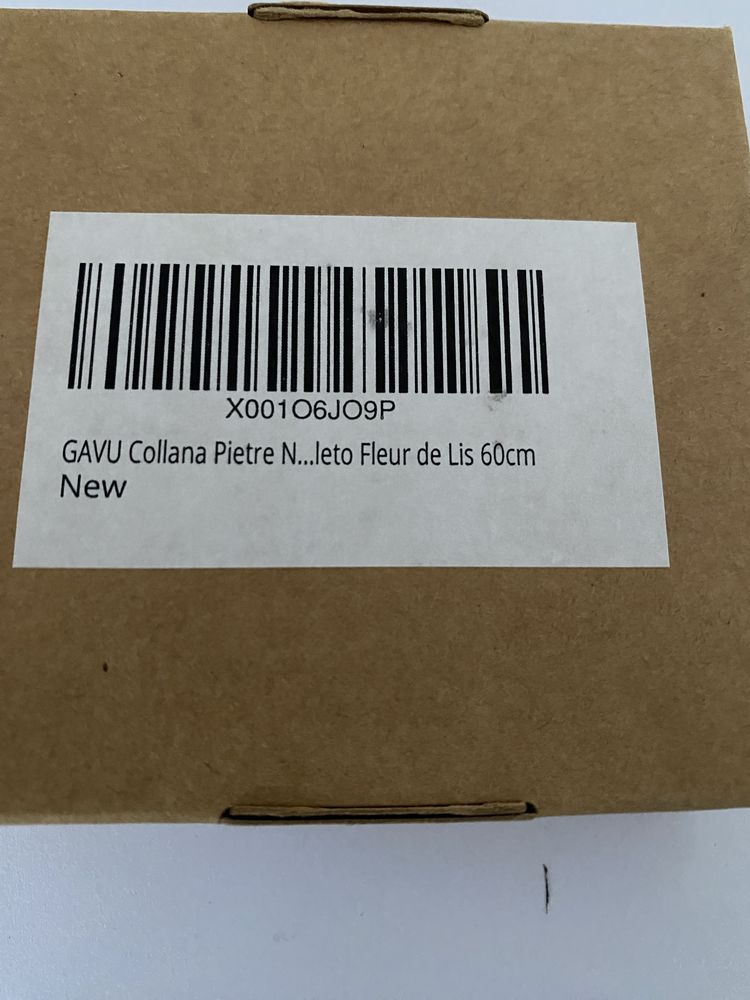 X001O6JO9P
GAVU Collana Pietre N...leto Fleur de Lis 60cm
New